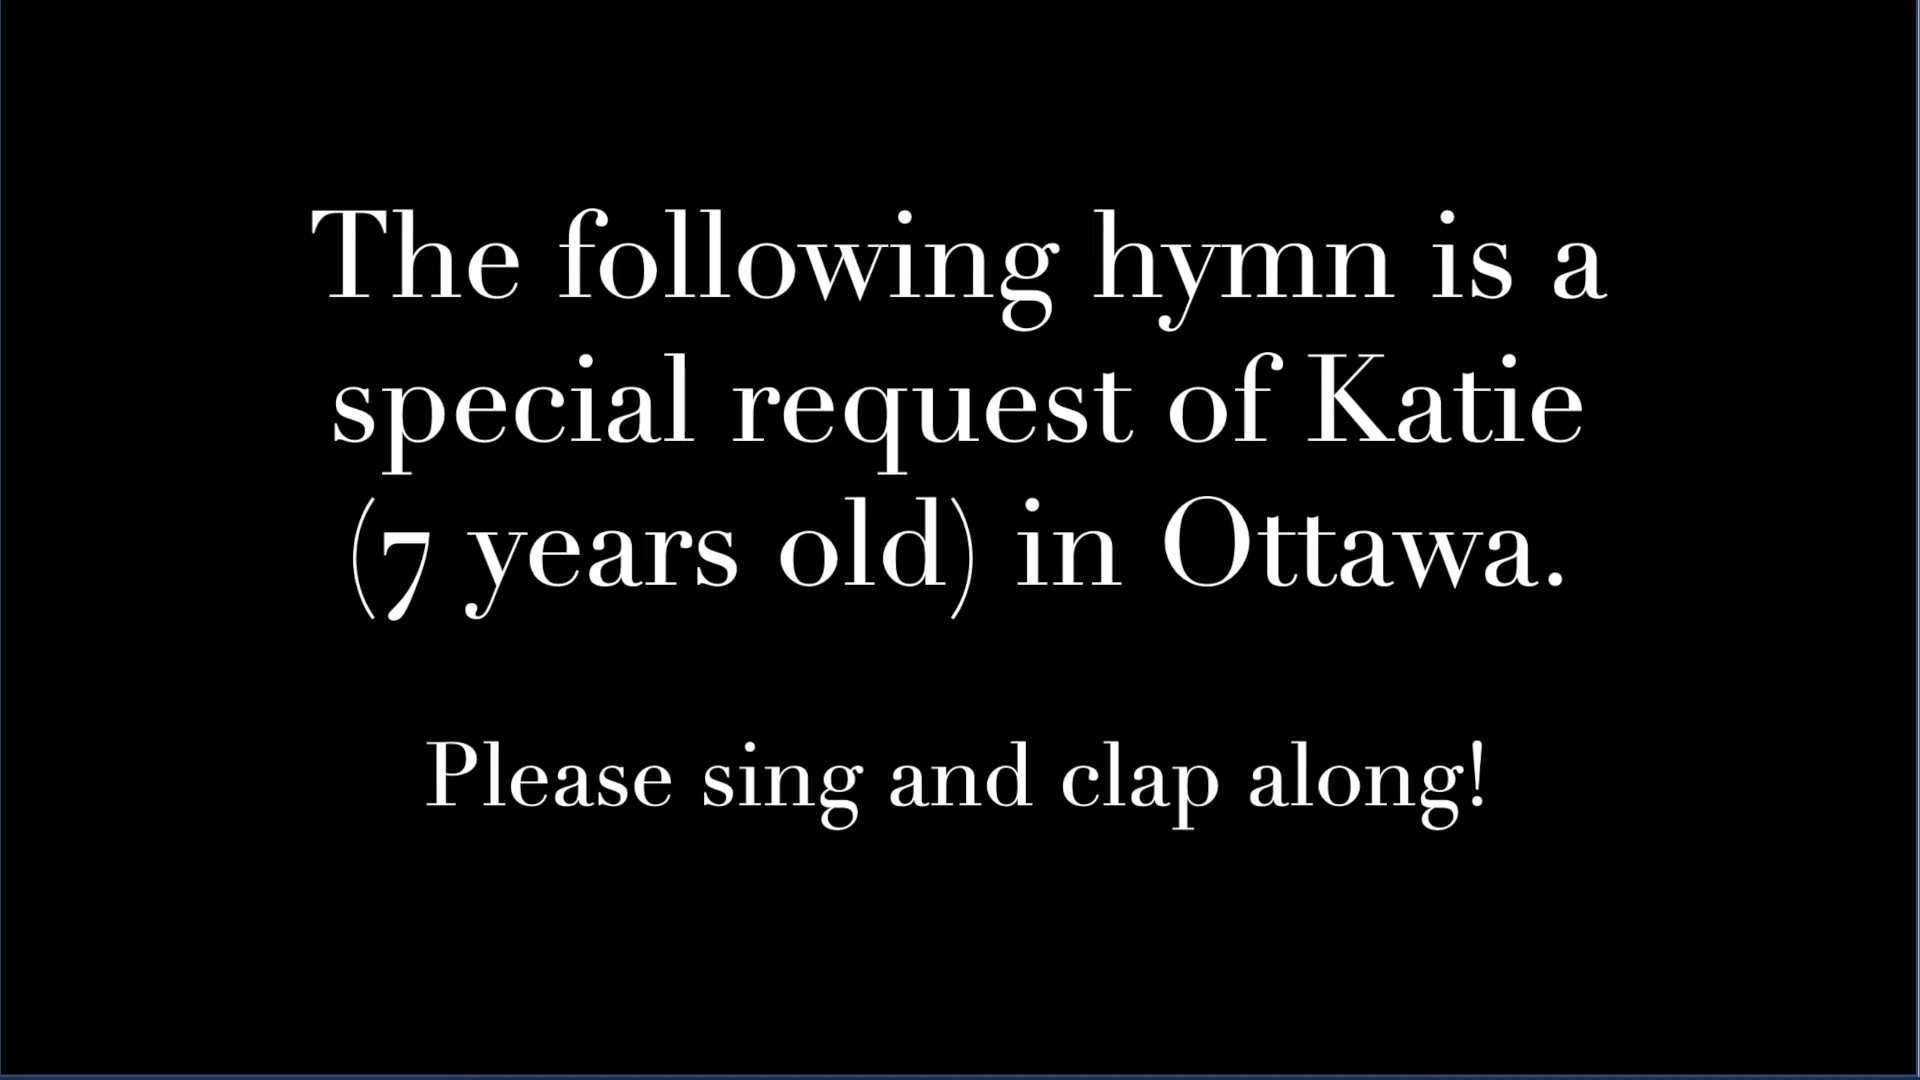 The following hymn is a
special request of Katie
(7 years old) in Ottawa.
Please sing and clap along!